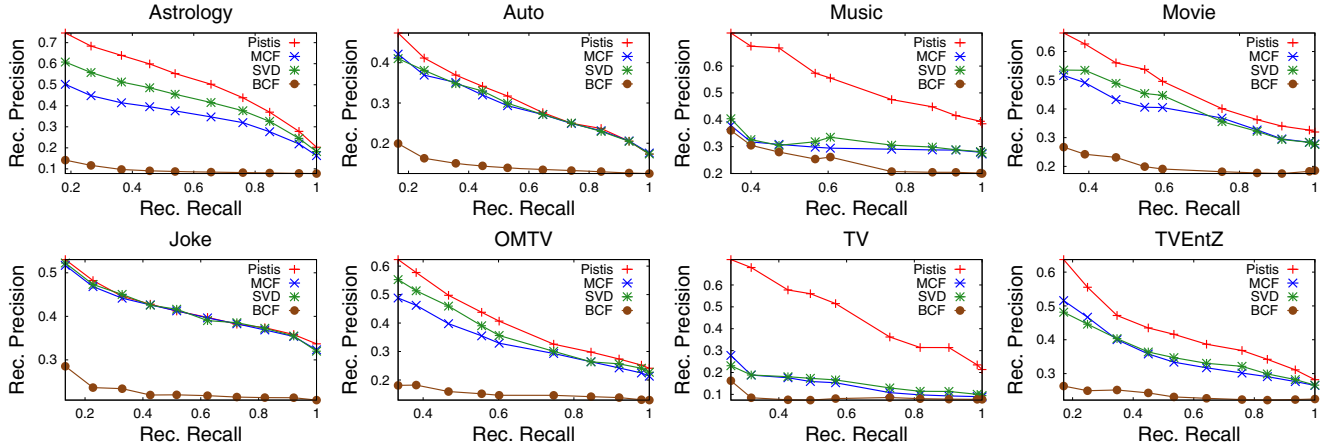 Astrology
Rec. Precision
0.7
0.6
0.5
0.4
0.3
0.2
0.1
Pistis
MCF
SVD
BCF
0.2 0.4 0.6 0.8 1
Rec. Recall
Auto
Rec. Precision
0.4
0.3
0.2
Pistis
MCF
SVD
BCF
0.2 0.4 0.6 0.8 1
Rec. Recall
Music
Rec. Precision
0.7
0.6
0.5
0.4
0.3
0.2
Pistis
MCF
SVD
BCF
0.4 0.6 0.8 1
Rec. Recall
Movie
Rec. Precision
0.6
0.5
0.4
0.3
0.2
Pistis
MCF
SVD
BCF
0.4 0.6 0.8 1
Rec. Recall
Joke
Rec. Precision
0.5
0.4
0.3
Pistis
MCF
SVD
BCF
0.2 0.4 0.6 0.8 1
Rec. Recall
OMTV
Rec. Precision
0.6
0.5
0.4
0.3
0.2
Pistis
MCF
SVD
BCF
0.4 0.6 0.8 1
Rec. Recall
TV
Rec. Precision
0.7
0.6
0.5
0.4
0.3
0.2
0.1
Pistis
MCF
SVD
BCF
0.4 0.6 0.8 1
Rec. Recall
TVEntZ
Rec. Precision
0.6
0.5
0.4
0.3
Pistis
MCF
SVD
BCF
0.2 0.4 0.6 0.8 1
Rec. Recall